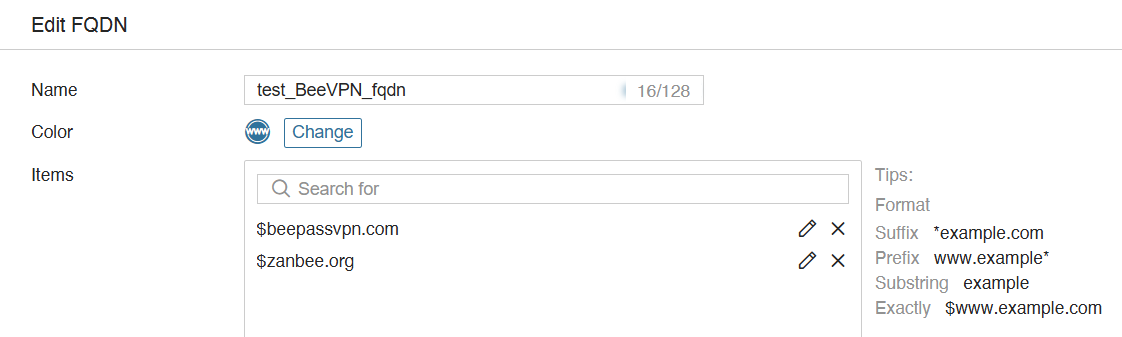 Edit FQDN
Name test_BeeVPN_fqdn 16/128
Color www Change
Items Tips:
Search for
Format
$beepassvpn.com
Suffix *example.com
$zanbee.org
Prefix www.example*
Substring example
Exactly $www.example.com